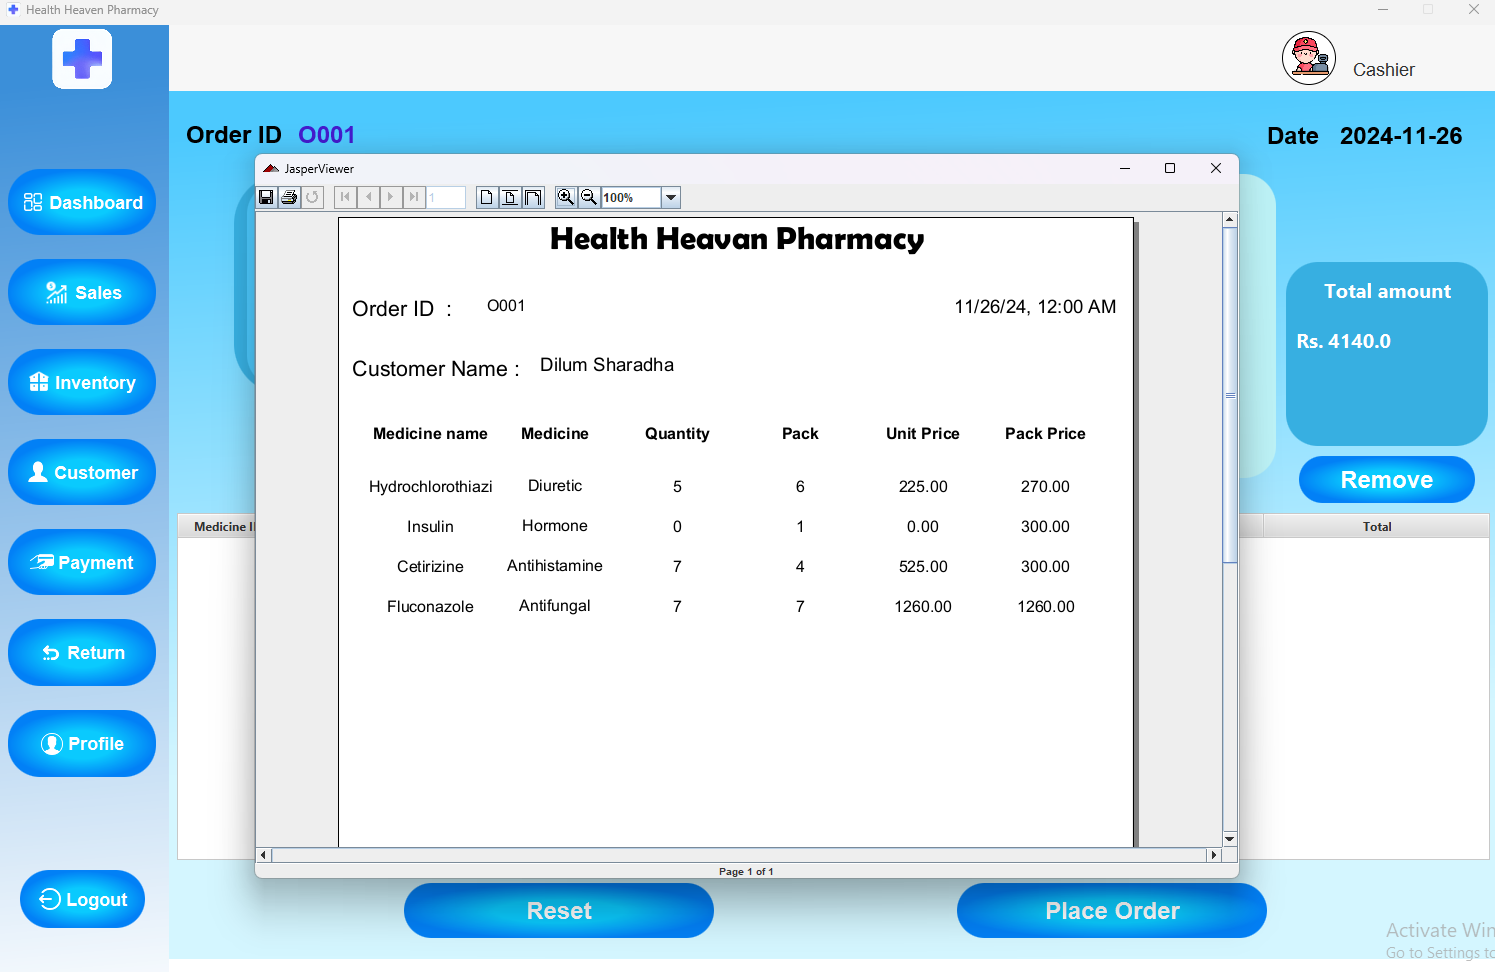 Health Heaven Pharmacy
Cashier
Order ID O001
Date 2024-11-26
JasperViewer
1
100%
Dashboard
Sales
Inventory
Customer
Payment
Return
Profile
Logout
Health Heavan Pharmacy
Order ID : O001 11/26/24, 12:00 AM
Customer Name : Dilum Sharadha
Medicine name Medicine Quantity Pack Unit Price Pack Price
Hydrochlorothiazi Diuretic 5 6 225.00 270.00
Insulin Hormone 0 1 0.00 300.00
Cetirizine Antihistamine 7 4 525.00 300.00
Fluconazole Antifungal 7 7 1260.00 1260.00
Page 1 of 1
Total amount
Rs. 4140.0
Remove
Medicine I Total
Reset Place Order
Activate Win
Go to Settings to